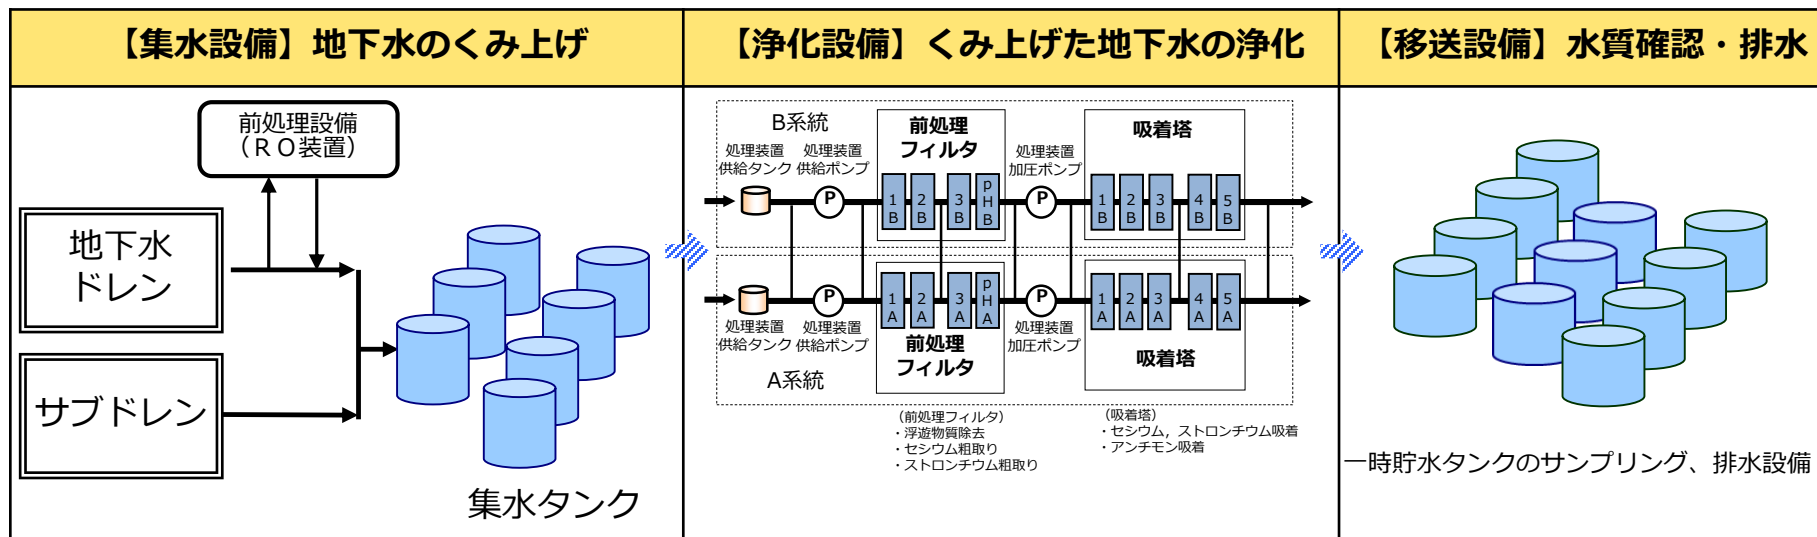 【集水設備】地下水のくみ上げ
【浄化設備】くみ上げた地下水の浄化
【移送設備】水質確認・排水
前処理設備
（ＲＯ装置）
地下水
ドレン
サブドレン
集水タンク
B系統
処理装置
供給タンク
処理装置
供給ポンプ
P
前処理
フィルタ
1B
2B
3B
pHB
処理装置
加圧ポンプ
P
吸着塔
1B
2B
3B
4B
5B
P
1A
2A
3A
pHA
P
1A
2A
3A
4A
5A
処理装置
供給タンク
処理装置
供給ポンプ
前処理
フィルタ
処理装置
加圧ポンプ
吸着塔
A系統
（前処理フィルタ）
・浮遊物質除去
・セシウム粗取り
・ストロンチウム粗取り
（吸着塔）
・セシウム，ストロンチウム吸着
・アンチモン吸着
一時貯水タンクのサンプリング、排水設備